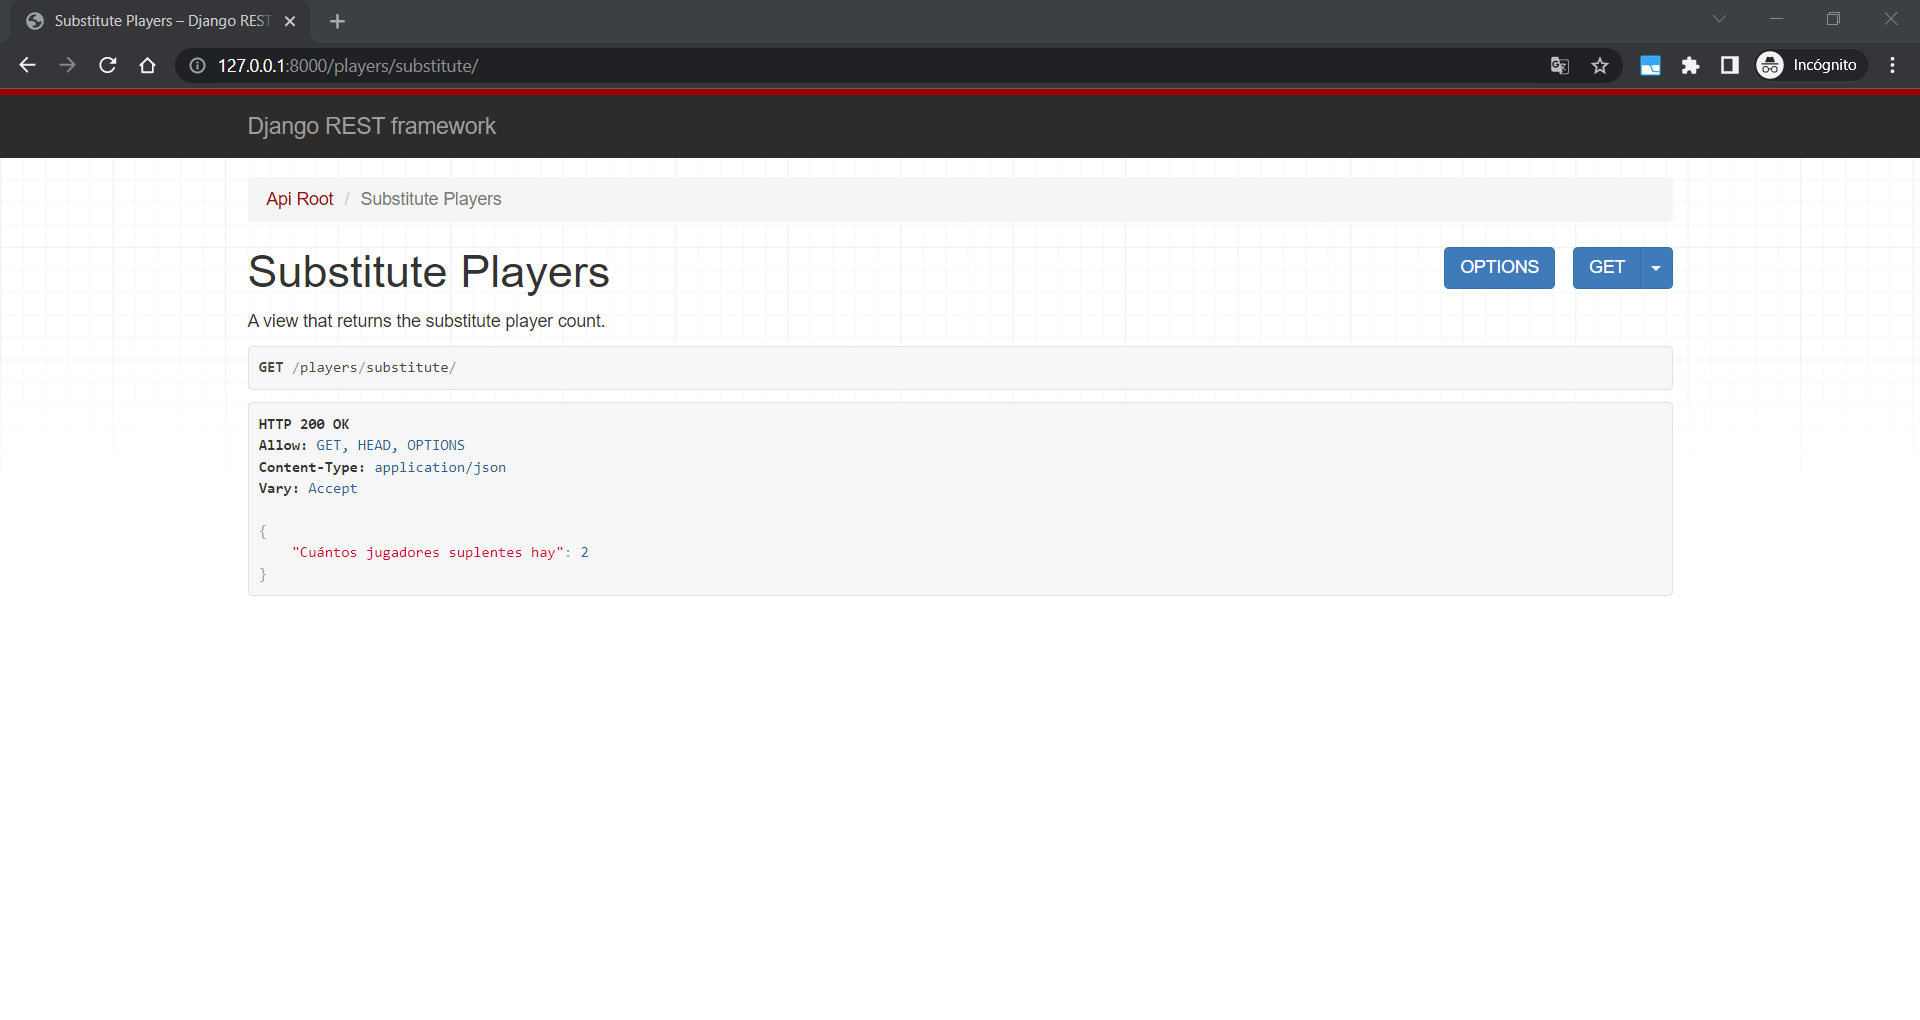 Substitute Players – Django REST
127.0.0.1:8000/players/substitute/
Incógnito
Django REST framework
Api Root / Substitute Players
Substitute Players
OPTIONS
GET
A view that returns the substitute player count.
GET /players/substitute/
HTTP 200 OK
Allow: GET, HEAD, OPTIONS
Content-Type: application/json
Vary: Accept
{
"Cuántos jugadores suplentes hay": 2
}